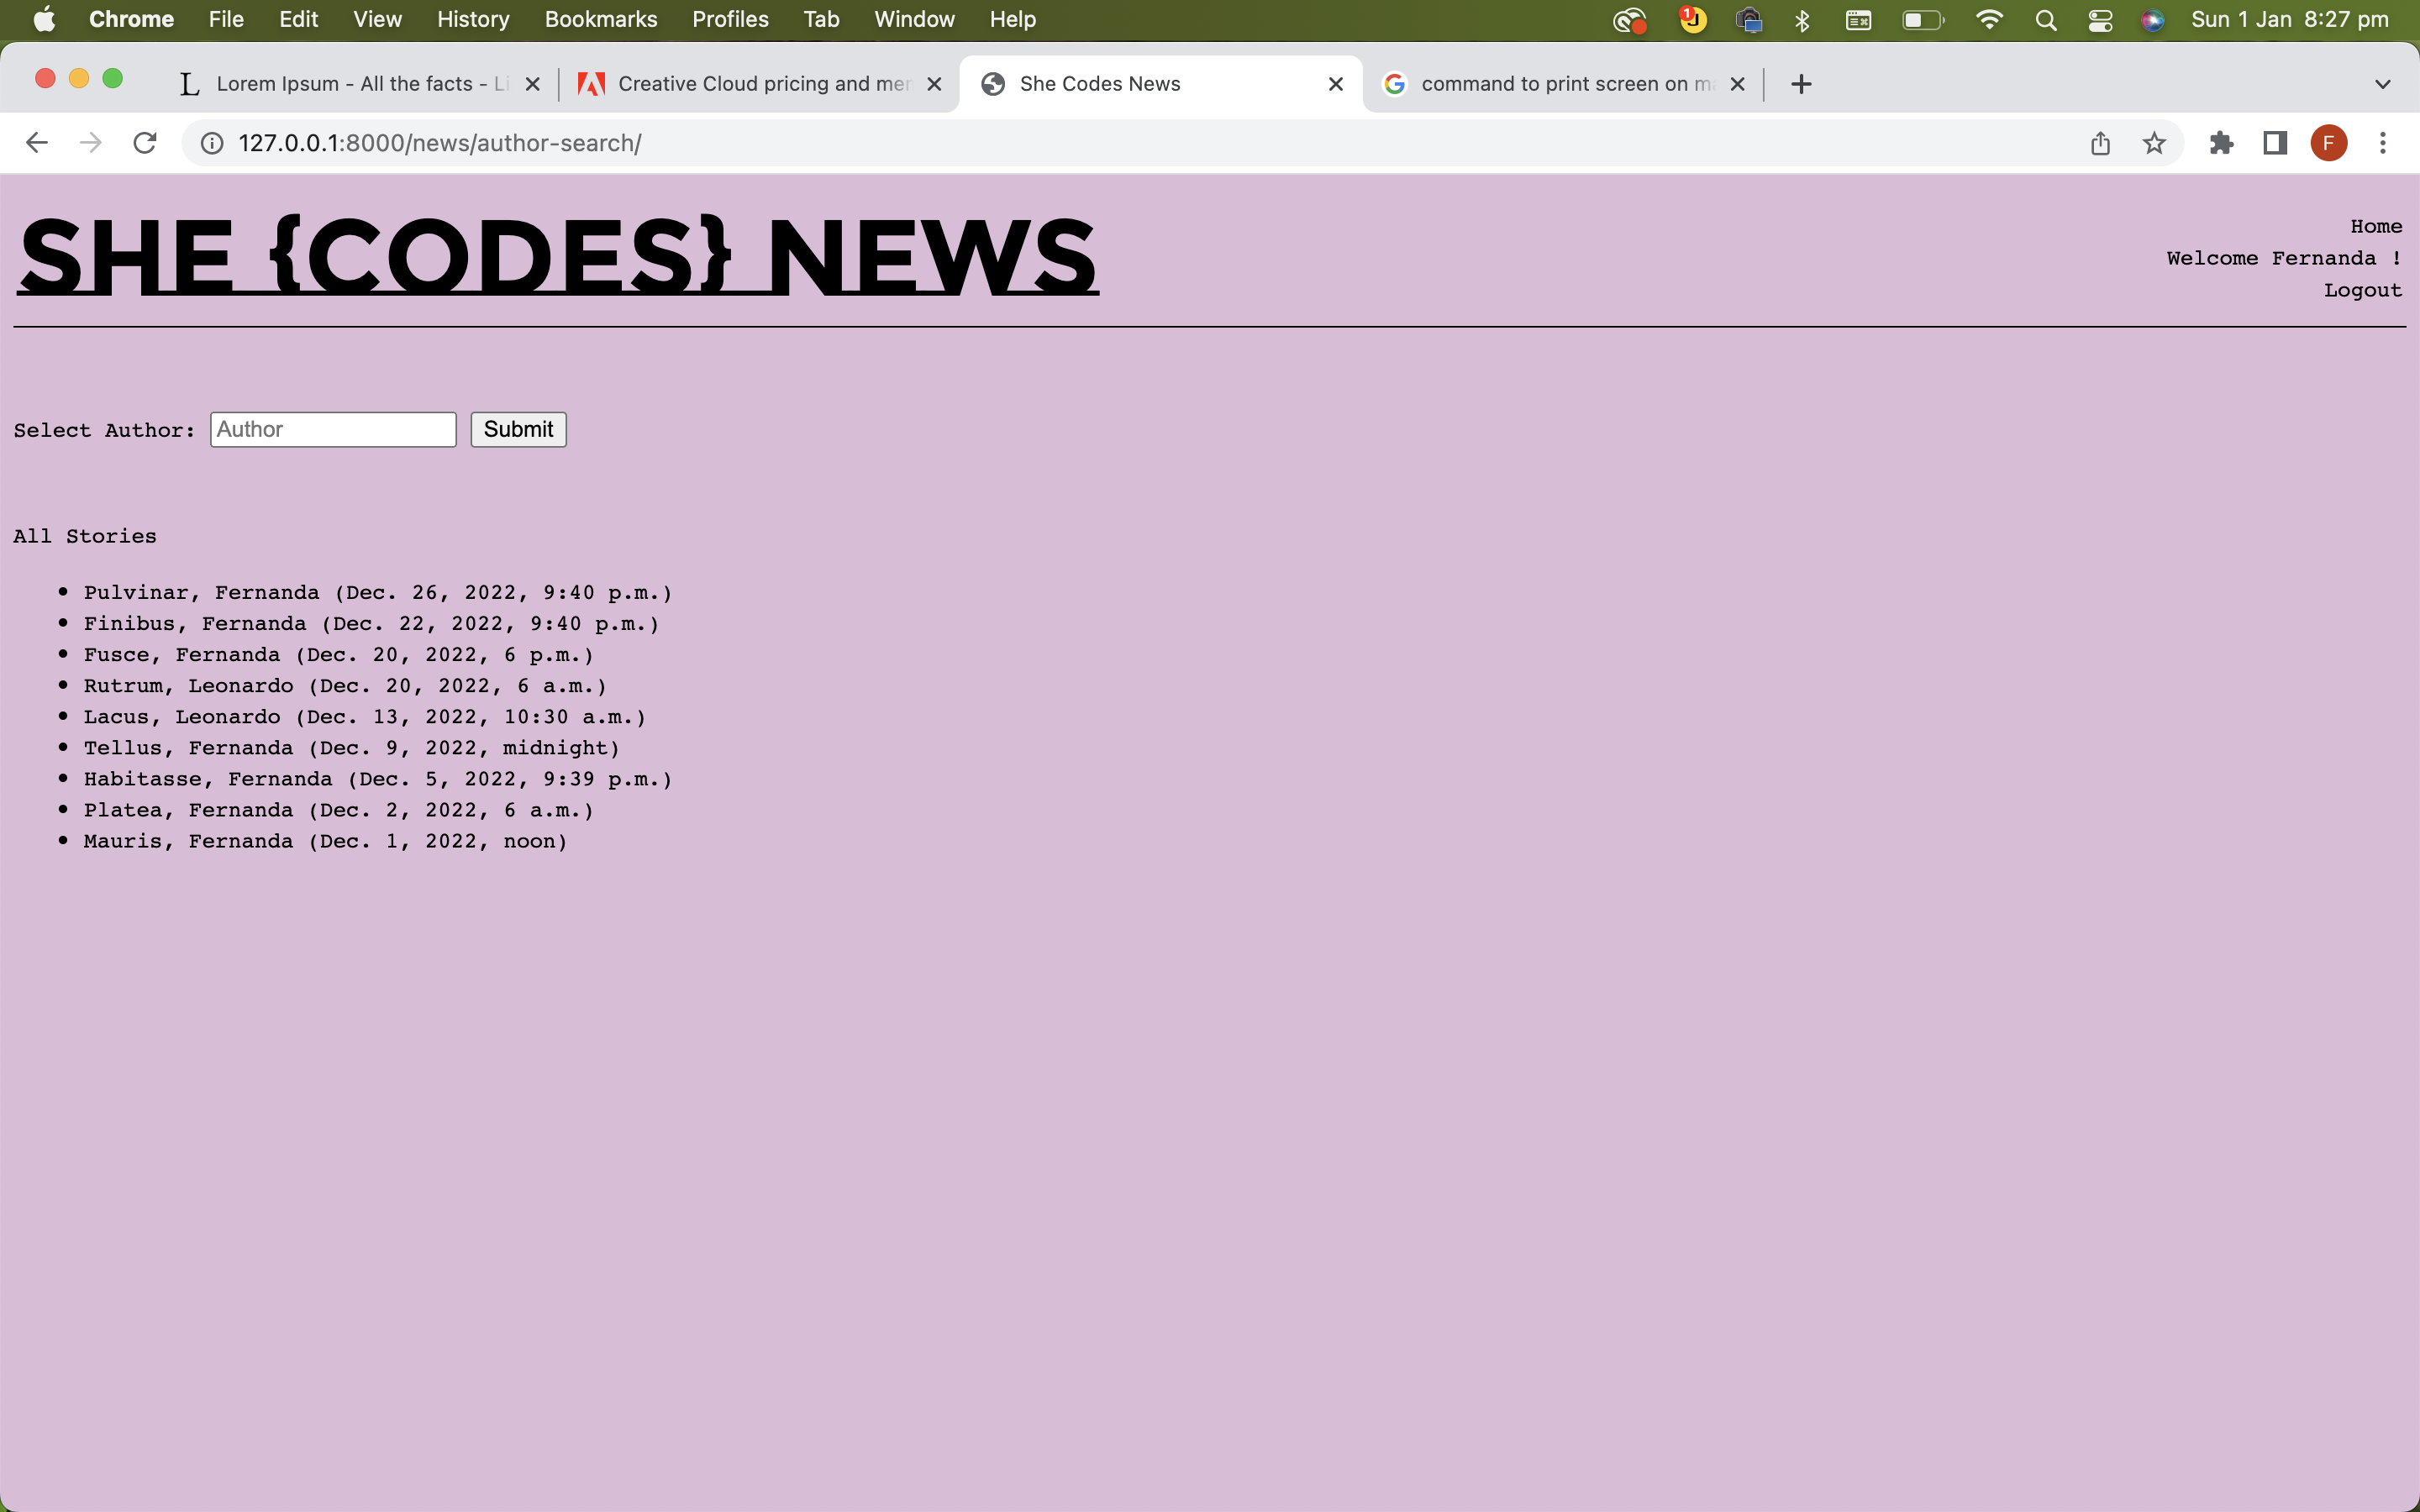 Chrome File Edit View History Bookmarks Profiles Tab Window Help 1 J Sun 1 Jan 8:27 pm
Lorem Ipsum - All the facts - Li Creative Cloud pricing and mer She Codes News command to print screen on ma
127.0.0.1:8000/news/author-search/ F
SHE {CODES} NEWS
Home
Welcome Fernanda !
Logout
Select Author: Author Submit
All Stories
• Pulvinar, Fernanda (Dec. 26, 2022, 9:40 p.m.)
• Finibus, Fernanda (Dec. 22, 2022, 9:40 p.m.)
• Fusce, Fernanda (Dec. 20, 2022, 6 p.m.)
• Rutrum, Leonardo (Dec. 20, 2022, 6 a.m.)
• Lacus, Leonardo (Dec. 13, 2022, 10:30 a.m.)
• Tellus, Fernanda (Dec. 9, 2022, midnight)
• Habitasse, Fernanda (Dec. 5, 2022, 9:39 p.m.)
• Platea, Fernanda (Dec. 2, 2022, 6 a.m.)
• Mauris, Fernanda (Dec. 1, 2022, noon)